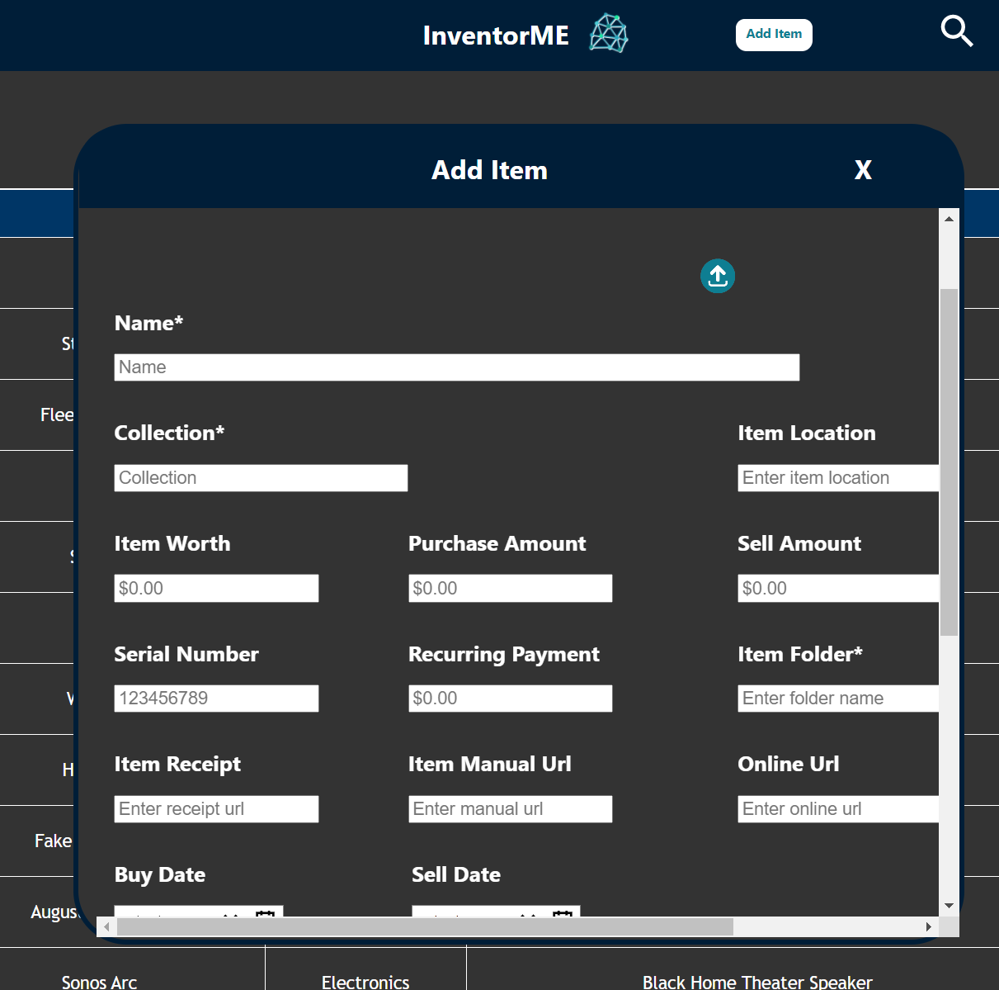 InventorME
Add Item
Add Item
X
Name*
Name
Collection*
Item Location
Collection
Enter item location
Item Worth
Purchase Amount
Sell Amount
$0.00
$0.00
$0.00
St
Flee
Serial Number
Recurring Payment
Item Folder*
123456789
$0.00
Enter folder name
H
Item Receipt
Item Manual Url
Online Url
Enter receipt url
Enter manual url
Enter online url
Fake
Buy Date
Sell Date
Augus
Sonos Arc
Electronics
Black Home Theater Speaker